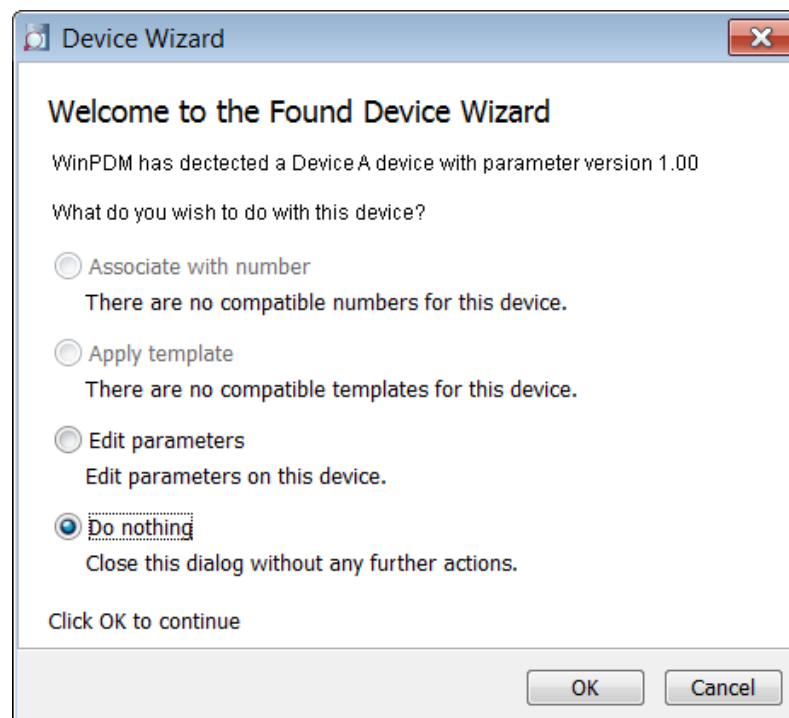 Device Wizard
Welcome to the Found Device Wizard
WinPDM has dectected a Device A device with parameter version 1.00
What do you wish to do with this device?
Associate with number
There are no compatible numbers for this device.
Apply template
There are no compatible templates for this device.
Edit parameters
Edit parameters on this device.
Do nothing
Close this dialog without any further actions.
Click OK to continue
OK Cancel